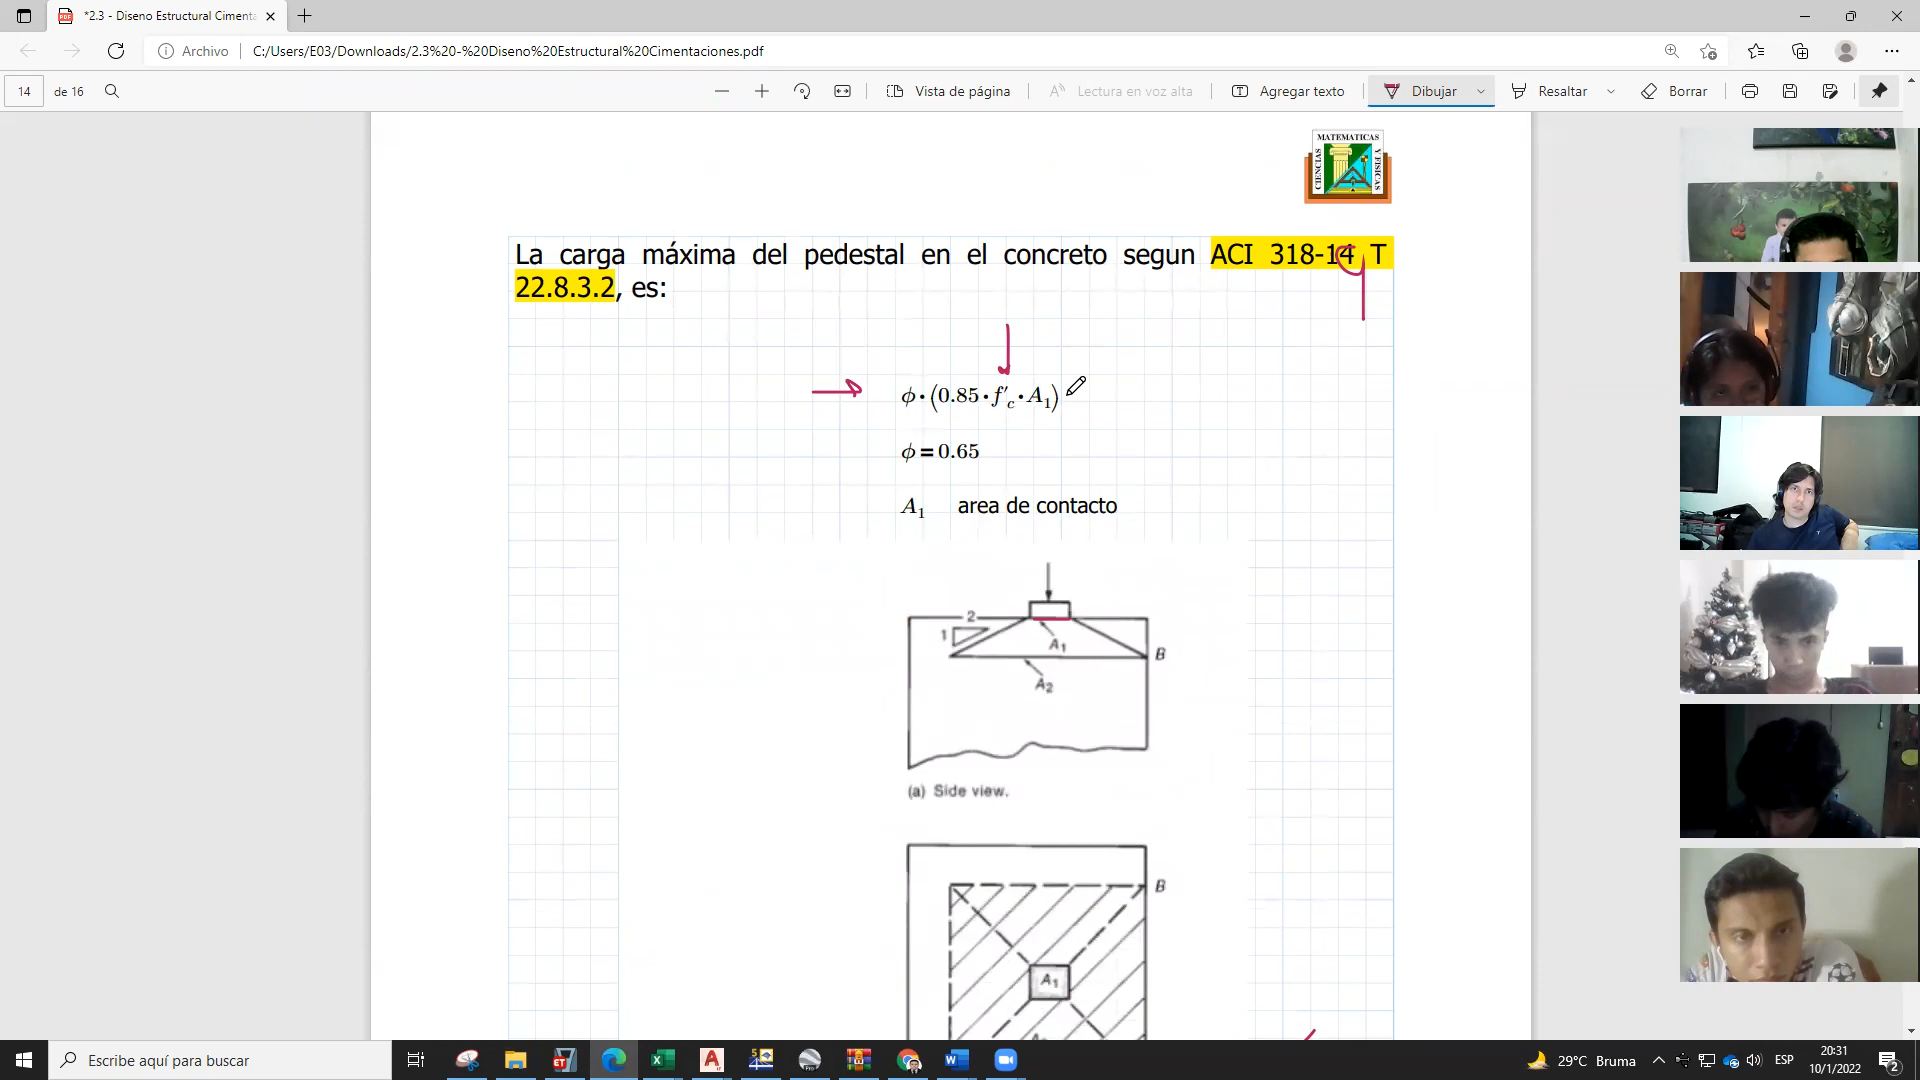 *2.3 - Diseno Estructural Cimenta
Archivo
C:/Users/E03/Downloads/2.3%20-%20Diseno%20Estructural%20Cimentaciones.pdf
14 de 16
Vista de página
Lectura en voz alta
Agregar texto
Dibujar
Resaltar
Borrar
MATEMATICAS
CIENCIAS
Y FISICAS
La carga máxima del pedestal en el concreto segun ACI 318-14 T
22.8.3.2, es:
ϕ·(0.85·f'c·A1)
ϕ=0.65
A1 area de contacto
2
1
A1
B
A2
(a) Side view.
B
A1
Escribe aquí para buscar
29°C Bruma
ESP
20:31
10/1/2022
2